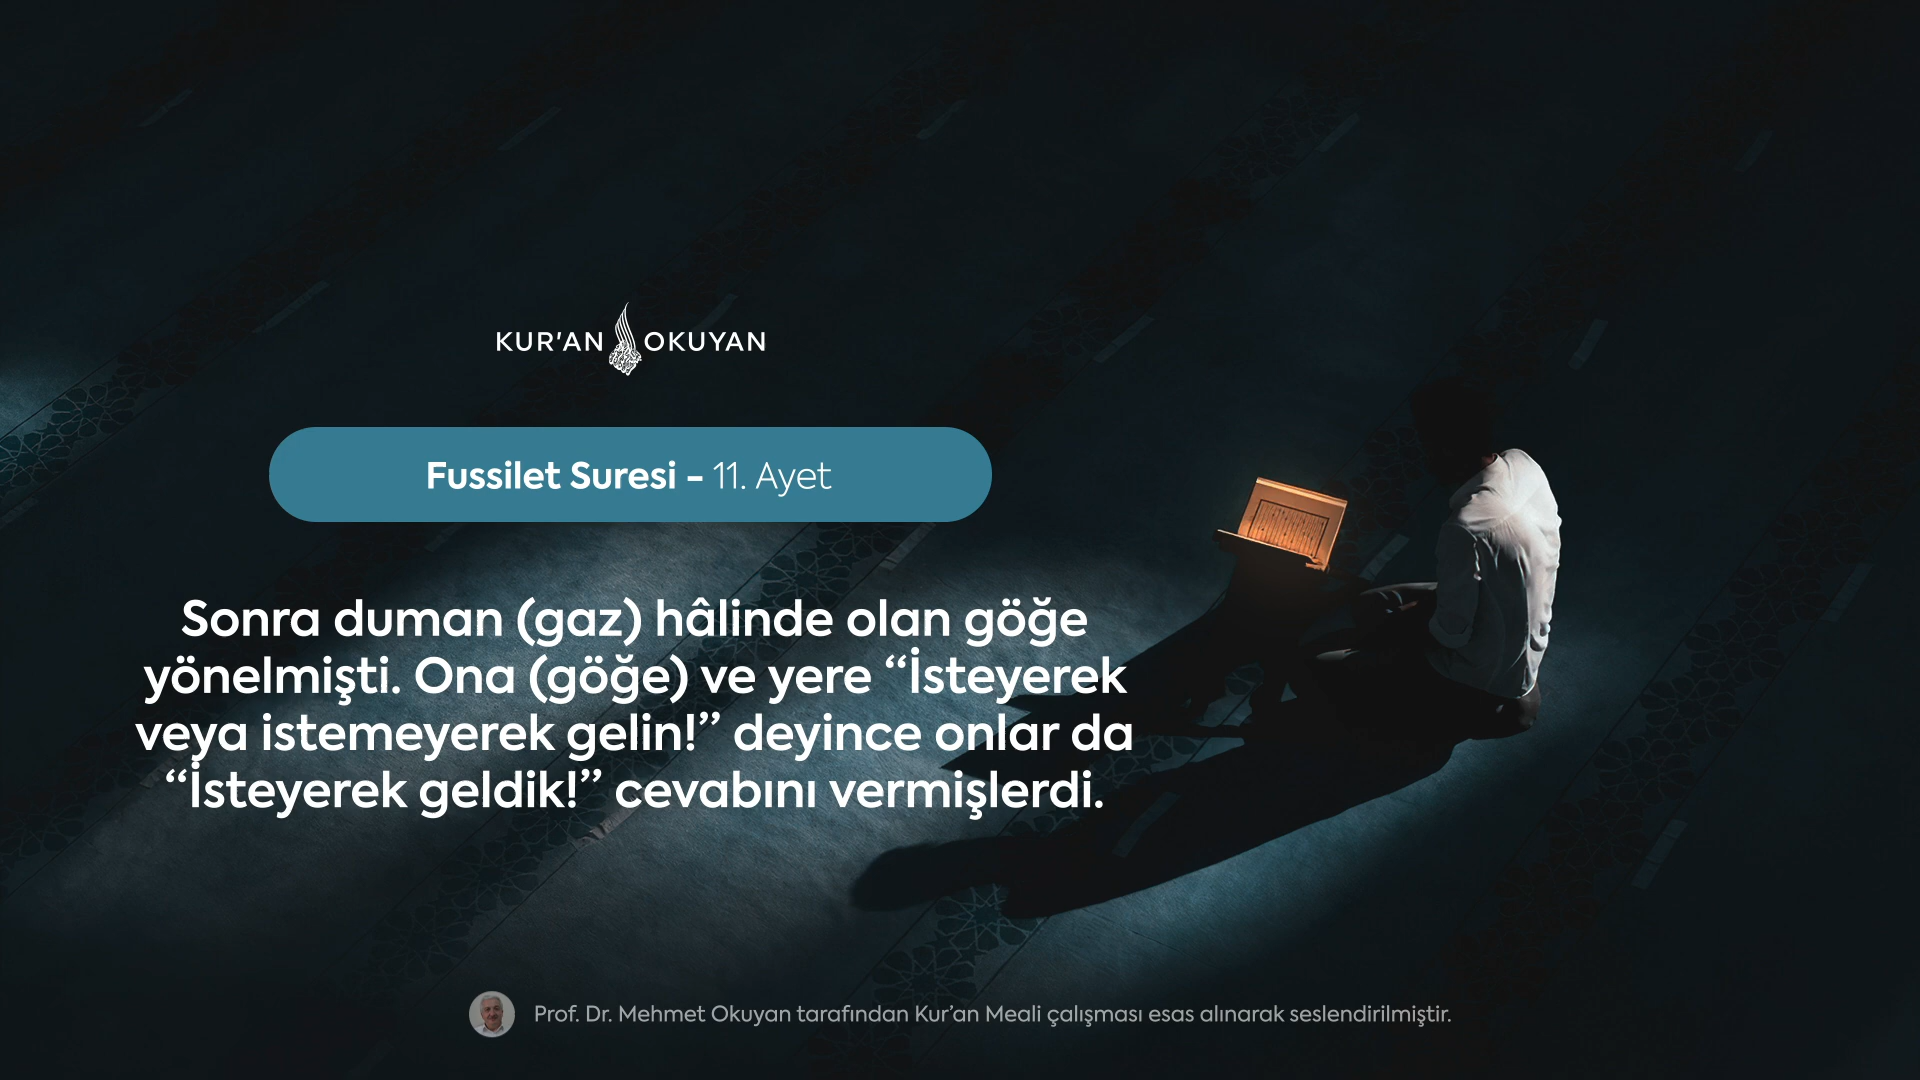 KUR'AN OKUYAN
Fussilet Suresi - 11. Ayet
Sonra duman (gaz) hâlinde olan göğe
yönelmişti. Ona (göğe) ve yere “İsteyerek
veya istemeyerek gelin!” deyince onlar da
“İsteyerek geldik!” cevabını vermişlerdi.
Prof. Dr. Mehmet Okuyan tarafından Kur’an Meali çalışması esas alınarak seslendirilmiştir.